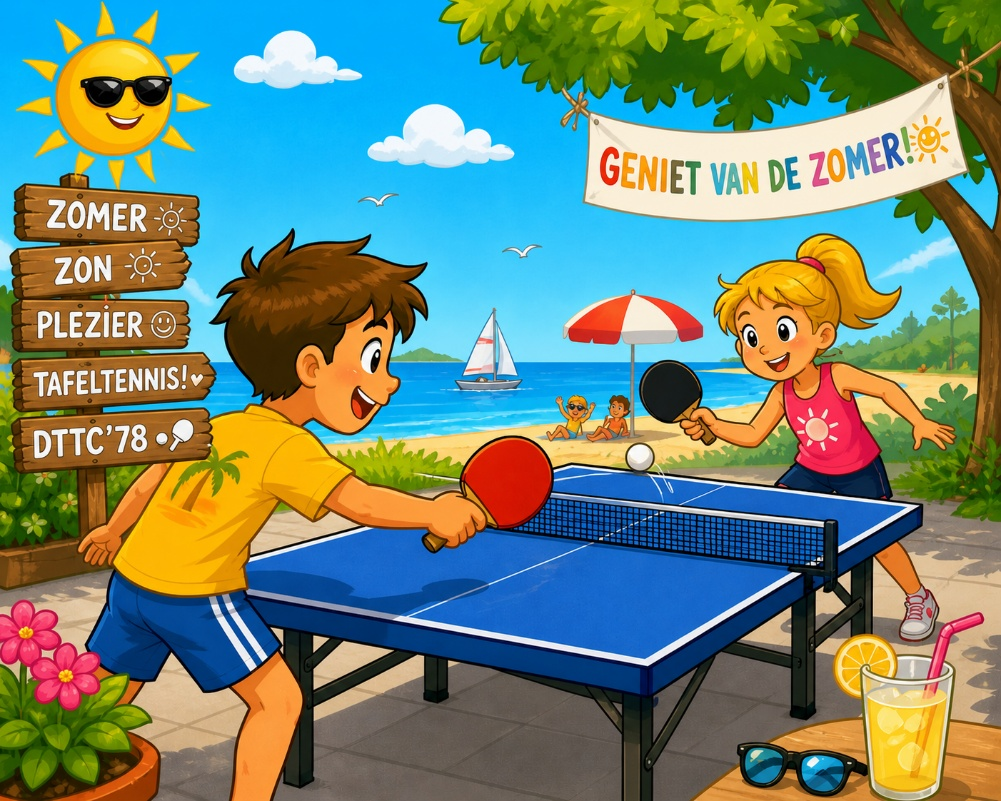 GENIET VAN DE ZOMER!
ZOMER
ZON
PLEZIER
TAFELTENNIS!
DTTC'78